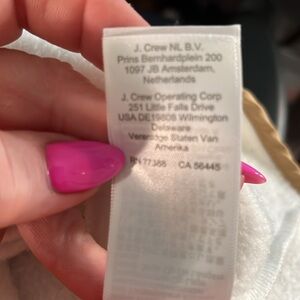 J. Crew NL B.V.
Prins Bernhardplein 200
1097 JB Amsterdam,
Netherlands
J. Crew Operating Corp
251 Little Falls Drive
USA DE19808 Wilmington
Delaware
Verenigde Staten Van
Amerika
RN 77388 CA 56445